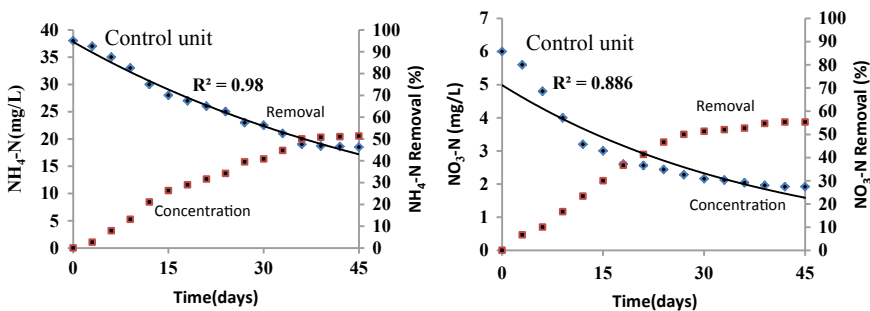 Control unit
R² = 0.98
Removal
Concentration
NH₄-N(mg/L)
40
35
30
25
20
15
10
5
0
100
90
80
70
60
50
40
30
20
10
0
NH₄-N Removal (%)
0 15 30 45
Time(days)
Control unit
R² = 0.886
Removal
Concentration
NO₃-N (mg/L)
7
6
5
4
3
2
1
0
100
90
80
70
60
50
40
30
20
10
0
NO₃-N Removal (%)
0 15 30 45
Time(days)